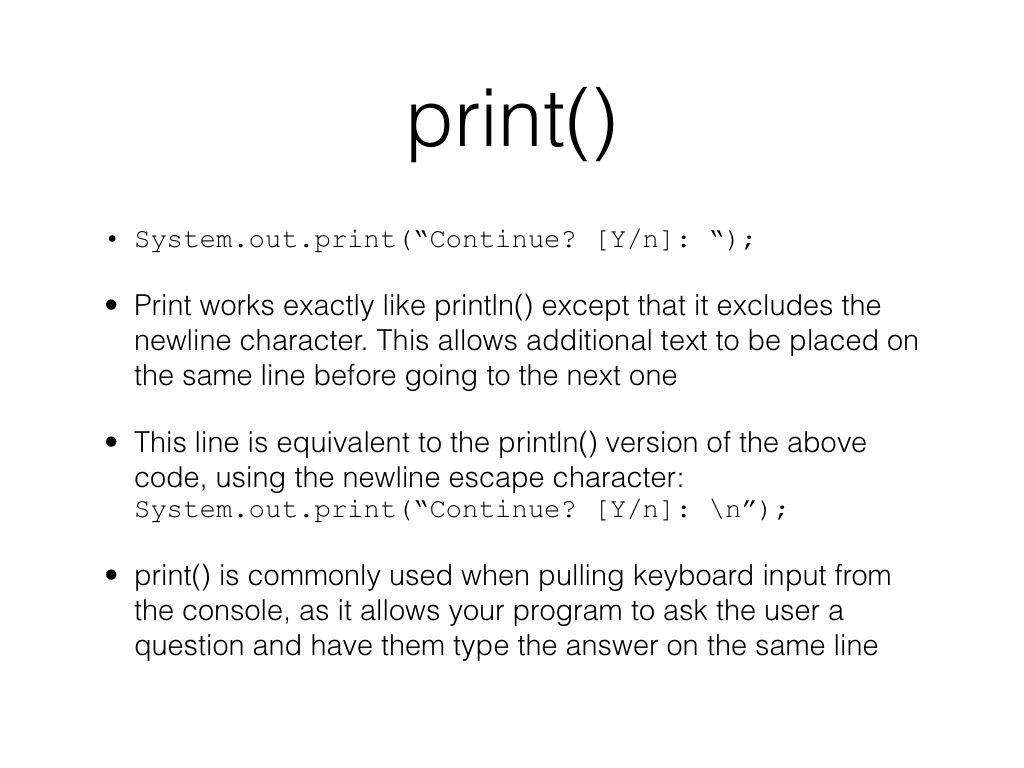 print()
• System.out.print(“Continue? [Y/n]: “);
• Print works exactly like println() except that it excludes the
newline character. This allows additional text to be placed on
the same line before going to the next one
• This line is equivalent to the println() version of the above
code, using the newline escape character:
System.out.print(“Continue? [Y/n]: \n”);
• print() is commonly used when pulling keyboard input from
the console, as it allows your program to ask the user a
question and have them type the answer on the same line